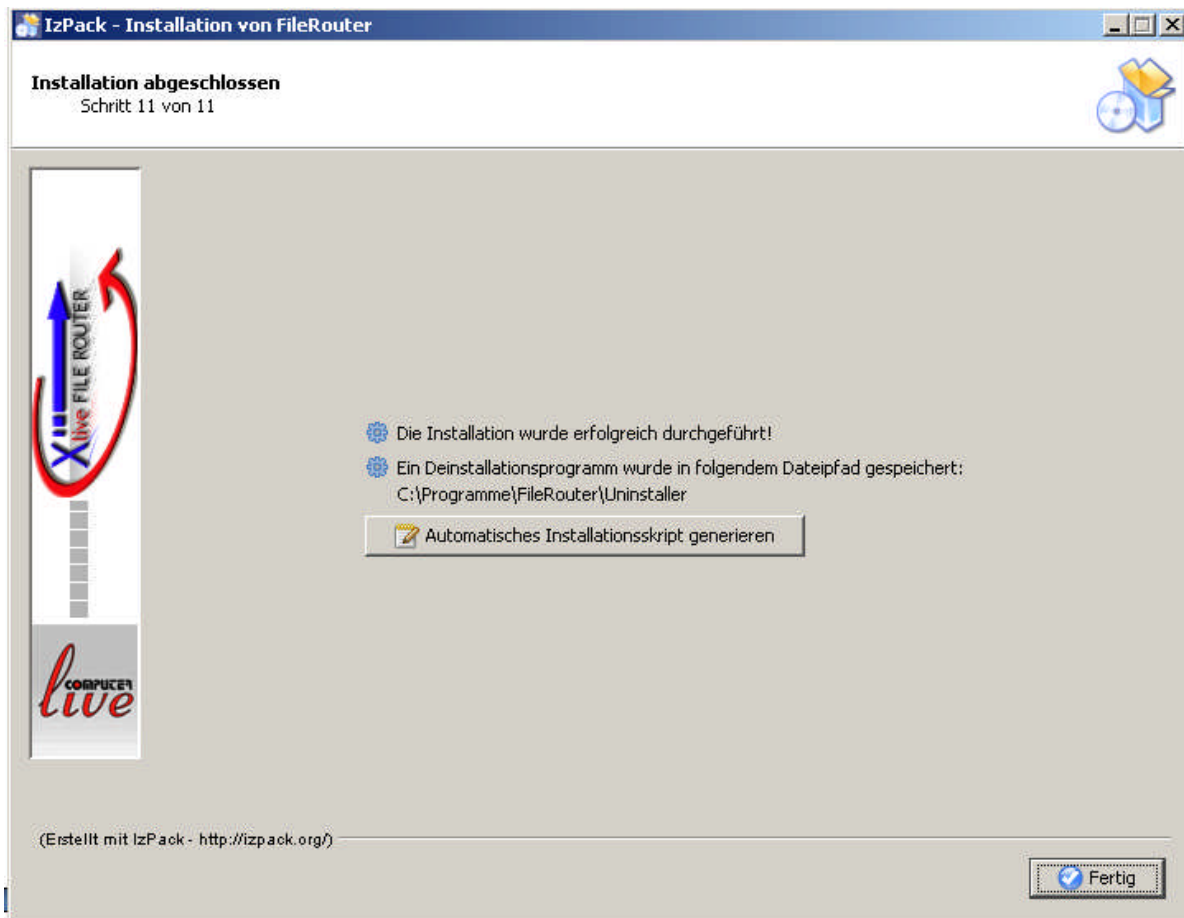 IzPack - Installation von FileRouter
Installation abgeschlossen
Schritt 11 von 11
X live FILE ROUTER
COMPUTER
live
Die Installation wurde erfolgreich durchgeführt!
Ein Deinstallationsprogramm wurde in folgendem Dateipfad gespeichert:
C:\Programme\FileRouter\Uninstaller
Automatisches Installationsskript generieren
(Erstellt mit IzPack - http://izpack.org/)
Fertig